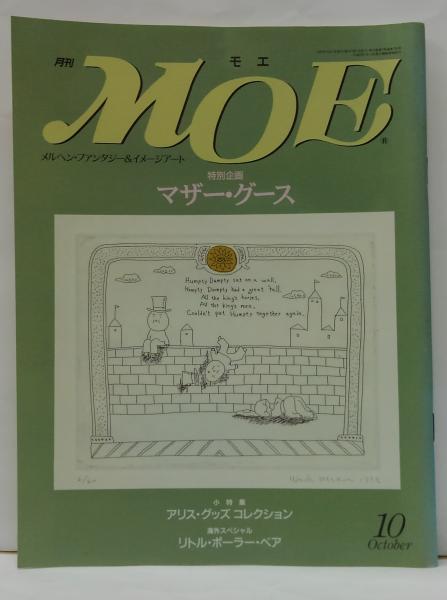 月刊
モエ
MOE
メルヘン・ファンタジー&イメージアート
特別企画
マザー・グース
Humpty Dumpty sat on a wall,
Humpty Dumpty had a great fall,
All the king's horses,
All the king's men,
Couldn't put Humpty together again.
小特集
アリス・グッズ コレクション
海外スペシャル
リトル・ポーラー・ベア
10
October